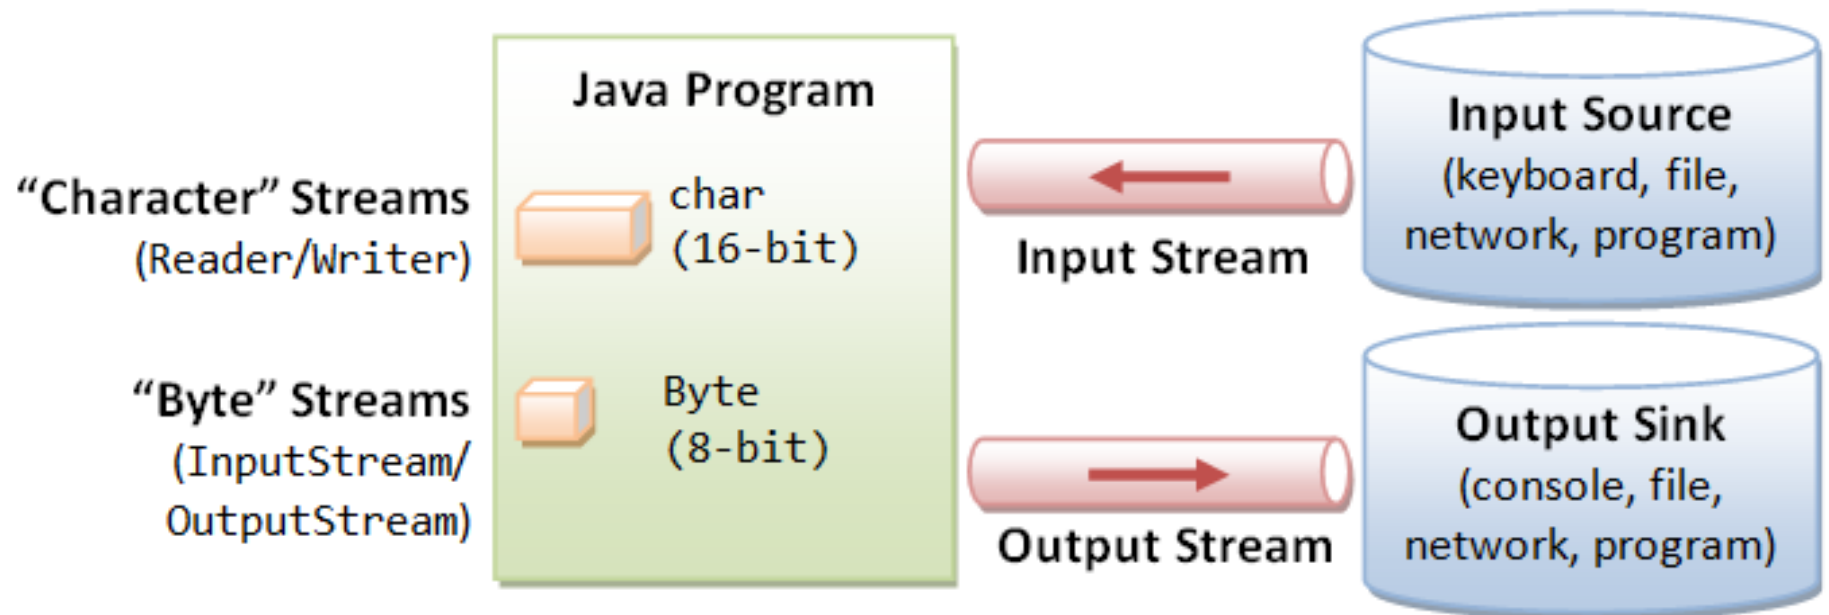 “Character” Streams
(Reader/Writer)
“Byte” Streams
(InputStream/
OutputStream)
Java Program
char
(16-bit)
Byte
(8-bit)
Input Stream
Output Stream
Input Source
(keyboard, file,
network, program)
Output Sink
(console, file,
network, program)